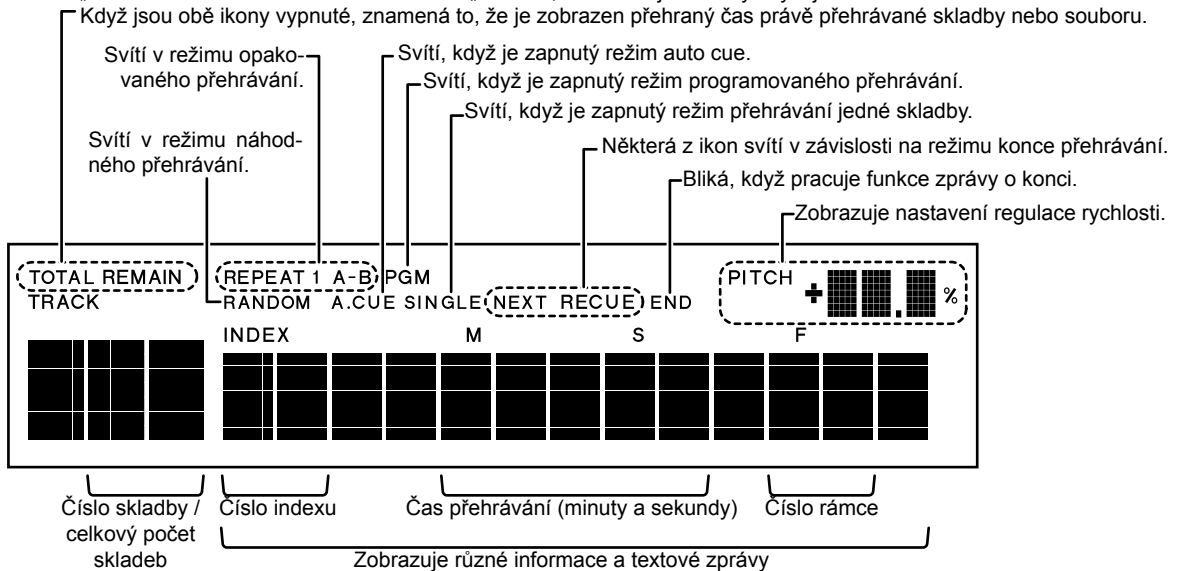 Když jsou obě ikony vypnuté, znamená to, že je zobrazen přehraný čas právě přehrávané skladby nebo souboru.
Svítí v režimu opako-
vaného přehrávání.
Svítí, když je zapnutý režim auto cue.
Svítí, když je zapnutý režim programovaného přehrávání.
Svítí, když je zapnutý režim přehrávání jedné skladby.
Svítí v režimu náhod-
ného přehrávání.
Některá z ikon svítí v závislosti na režimu konce přehrávání.
Bliká, když pracuje funkce zprávy o konci.
Zobrazuje nastavení regulace rychlosti.
TOTAL REMAIN REPEAT 1 A-B PGM PITCH + %
TRACK RANDOM A.CUE SINGLE NEXT RECUE END
INDEX M S F
Číslo skladby /
celkový počet
skladeb
Číslo indexu
Čas přehrávání (minuty a sekundy)
Číslo rámce
Zobrazuje různé informace a textové zprávy